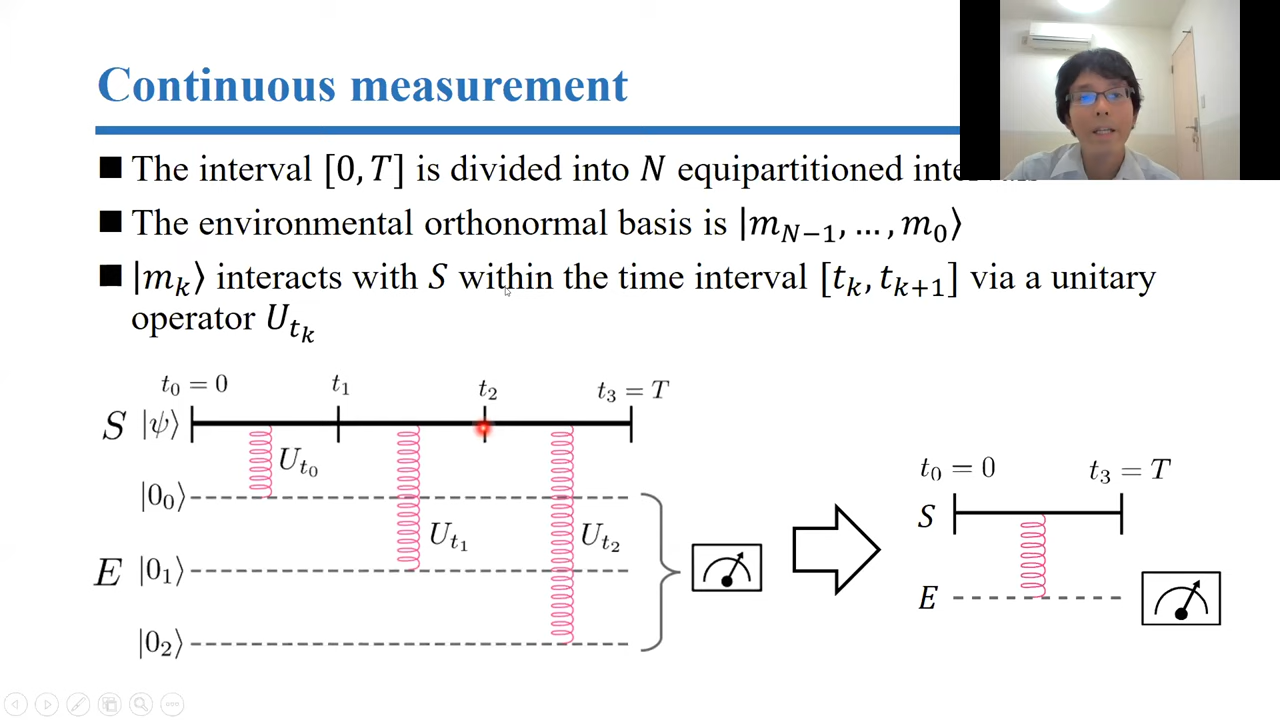 Continuous measurement
■ The interval [0, T] is divided into N equipartitioned
■ The environmental orthonormal basis is |m_{N−1}, … , m_0⟩
■ |m_k⟩ interacts with S within the time interval [t_k, t_{k+1}] via a unitary
operator U_{t_k}
t_0 = 0 t_1 t_2 t_3 = T
S |ψ⟩
U_{t_0}
|0_0⟩
U_{t_1} U_{t_2}
E |0_1⟩
|0_2⟩
t_0 = 0 t_3 = T
S
E